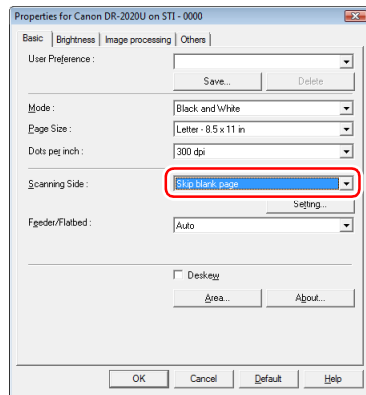 Properties for Canon DR-2020U on STI - 0000
Basic Brightness Image processing Others
User Preference :
Save... Delete
Mode : Black and White
Page Size : Letter - 8.5 x 11 in
Dots per inch : 300 dpi
Scanning Side : Skip blank page
Setting...
Feeder/Flatbed : Auto
Deskew
Area... About...
OK Cancel Default Help